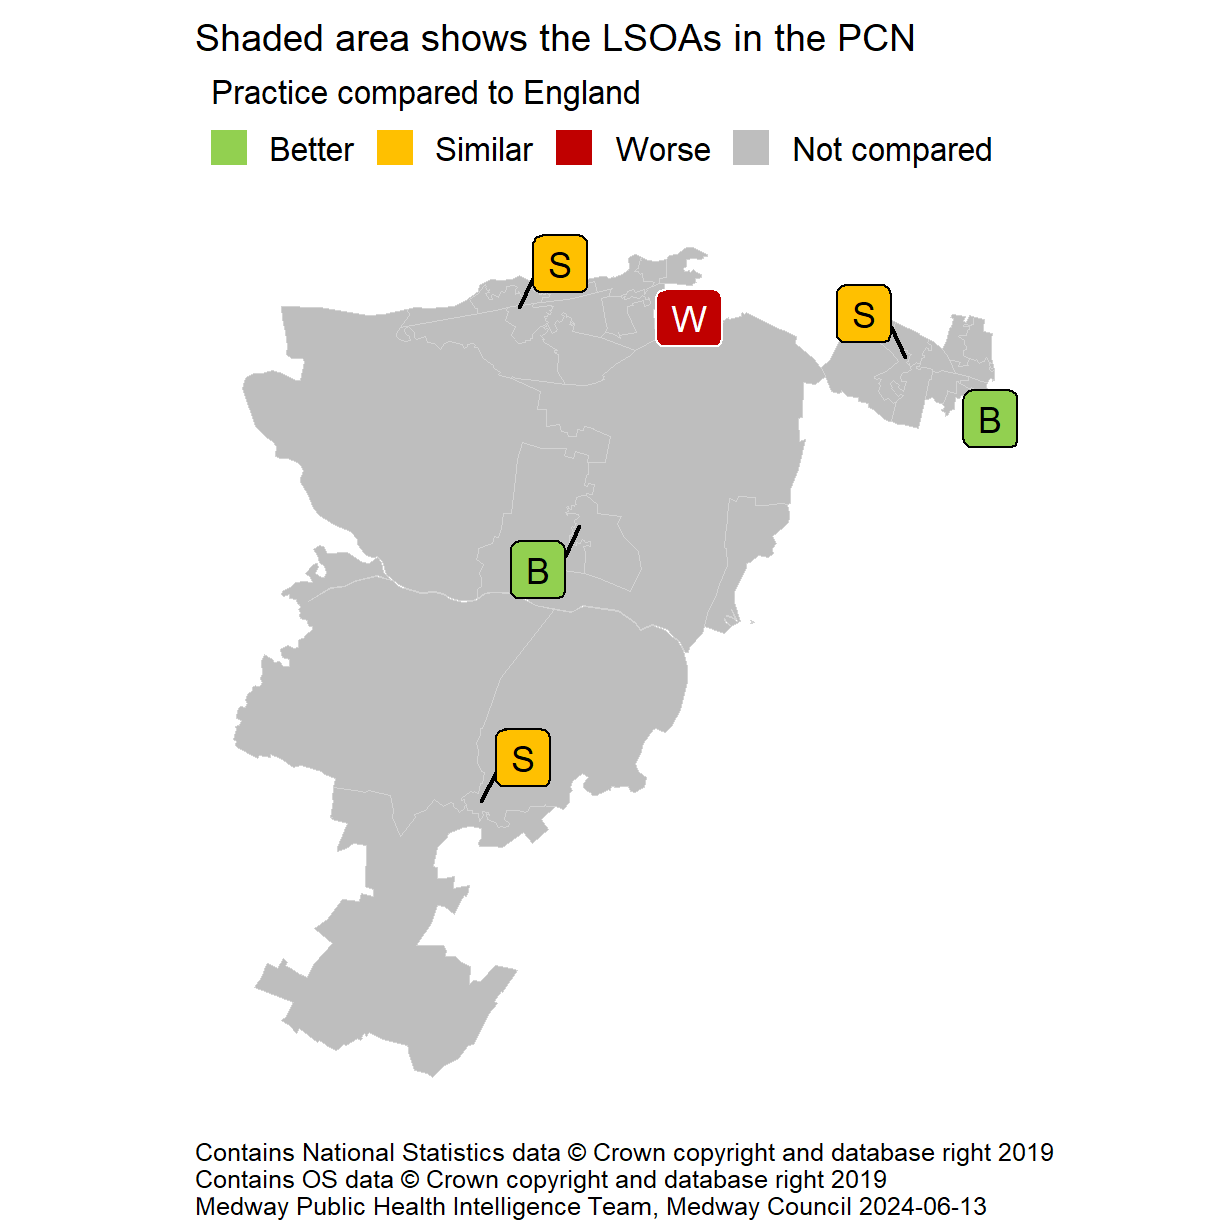 Shaded area shows the LSOAs in the PCN
Practice compared to England
Better Similar Worse Not compared
S
W
S
B
B
S
Contains National Statistics data © Crown copyright and database right 2019
Contains OS data © Crown copyright and database right 2019
Medway Public Health Intelligence Team, Medway Council 2024-06-13